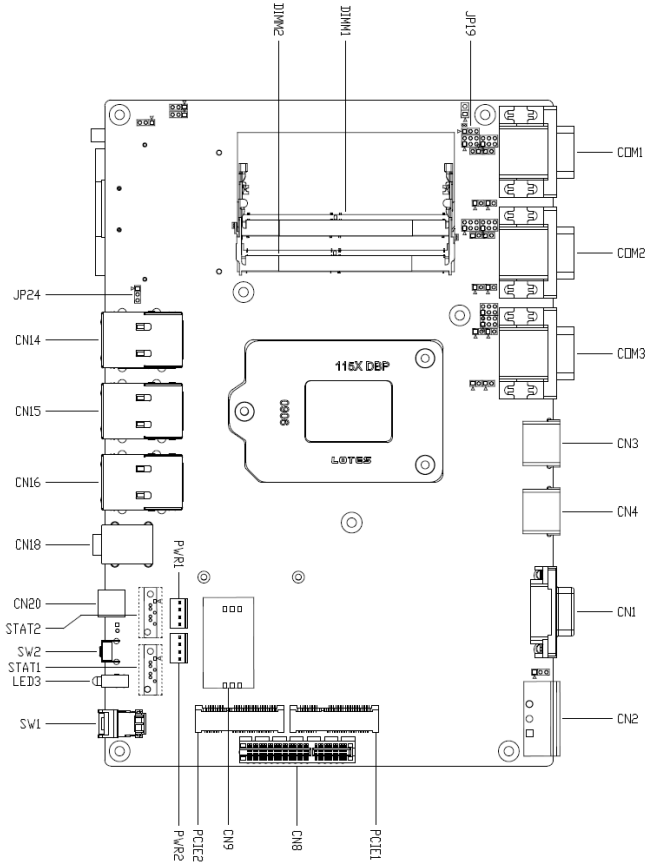 DIMM2
DIMM1
JP19
COM1
COM2
JP24
CN14
COM3
115X DBP
CN15
0906
CN3
LOTES
CN16
CN4
CN18
PWR1
CN20
CN1
STAT2
SW2
STAT1
LED3
SW1
CN2
PWR2
PCIE2
CN9
CN8
PCIE1